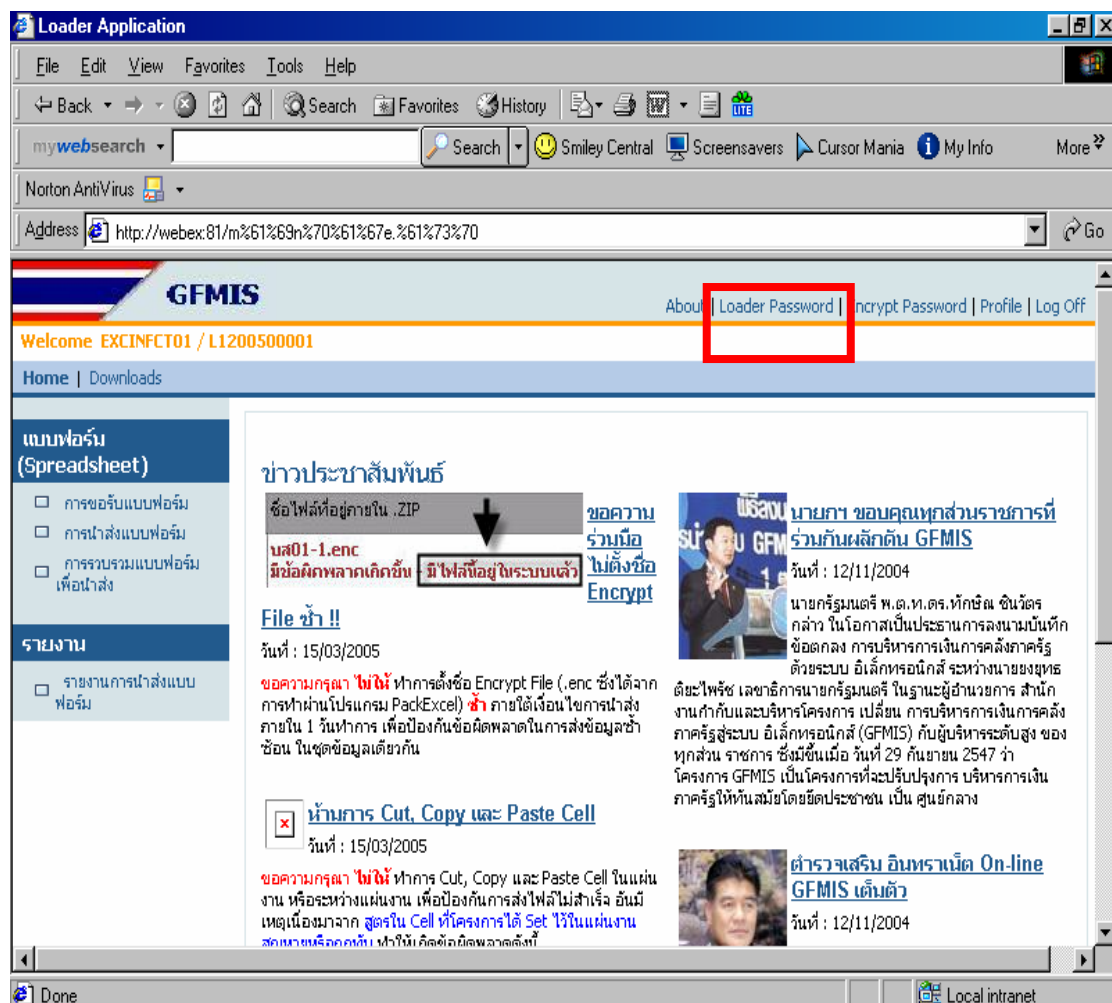 Loader Application
File Edit View Favorites Tools Help
Back Search Favorites History
mywebsearch Search Smiley Central Screensavers Cursor Mania My Info More
Norton AntiVirus
Address http://webex:81/m%61%69n%70%61%67e.%61%73%70 Go
GFMIS
About | Loader Password | Encrypt Password | Profile | Log Off
Welcome EXCINFCT01 / L1200500001
Home | Downloads
แบบฟอร์ม
(Spreadsheet)
การขอรับแบบฟอร์ม
การนำส่งแบบฟอร์ม
การรวบรวมแบบฟอร์ม
เพื่อนำส่ง
รายงาน
รายงานการนำส่งแบบ
ฟอร์ม
ข่าวประชาสัมพันธ์
ชื่อไฟล์ที่อยู่ภายใน .ZIP
บส01-1.enc
มีข้อผิดพลาดเกิดขึ้น - มีไฟล์นี้อยู่ในระบบแล้ว
ขอความ
ร่วมมือ
ไม่ตั้งชื่อ
Encrypt
File ซ้ำ !!
วันที่ : 15/03/2005
ขอความกรุณา ไม่ให้ ทำการตั้งชื่อ Encrypt File (.enc ซึ่งได้จาก
การทำผ่านโปรแกรม PackExcel) ซ้ำ ภายใต้เงื่อนไขการนำส่ง
ภายใน 1 วันทำการ เพื่อป้องกันข้อผิดพลาดในการส่งข้อมูลซ้ำ
ซ้อน ในชุดข้อมูลเดียวกัน
ห้ามการ Cut, Copy และ Paste Cell
วันที่ : 15/03/2005
ขอความกรุณา ไม่ให้ ทำการ Cut, Copy และ Paste Cell ในแผ่น
งาน หรือระหว่างแผ่นงาน เพื่อป้องกันการส่งไฟล์ไม่สำเร็จ อันมี
เหตุเนื่องมาจาก สูตรใน Cell ที่โครงการได้ Set ไว้ในแผ่นงาน
สูญหายหรือถูกทับ ทำให้เกิดข้อผิดพลาดดังนี้
นายกฯ ขอบคุณทุกส่วนราชการที่
ร่วมกันผลักดัน GFMIS
วันที่ : 12/11/2004
นายกรัฐมนตรี พ.ต.ท.ดร.ทักษิณ ชินวัตร
กล่าว ในโอกาสเป็นประธานการลงนามบันทึก
ข้อตกลง การบริหารการเงินการคลังภาครัฐ
ด้วยระบบ อิเล็กทรอนิกส์ ระหว่างนายยงยุทธ
ติยะไพรัช เลขาธิการนายกรัฐมนตรี ในฐานะผู้อำนวยการ สำนัก
งานกำกับและบริหารโครงการ เปลี่ยน การบริหารการเงินการคลัง
ภาครัฐสู่ระบบ อิเล็กทรอนิกส์ (GFMIS) กับผู้บริหารระดับสูง ของ
ทุกส่วน ราชการ ซึ่งมีขึ้นเมื่อ วันที่ 29 กันยายน 2547 ว่า
โครงการ GFMIS เป็นโครงการที่จะปรับปรุงการ บริหารการเงิน
ภาครัฐให้ทันสมัยโดยยึดประชาชน เป็น ศูนย์กลาง
ตำรวจเสริม อินทราเน็ต On-line
GFMIS เต็มตัว
วันที่ : 12/11/2004
Done Local intranet